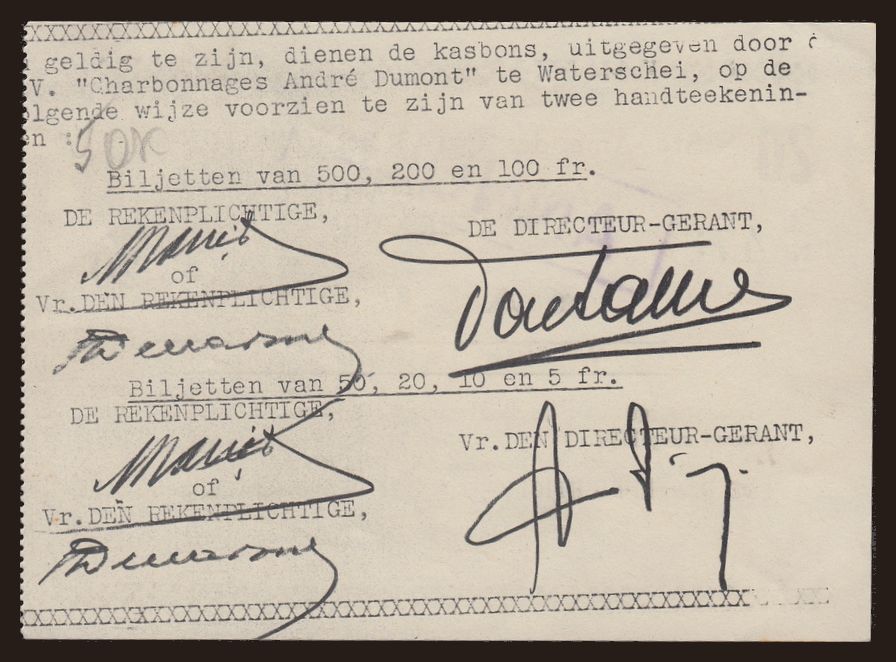 XXXXXXXXXXXXXXXXXXXXXXXXXXXXXXXXXXXXXXXXXXXXXXXXXXXX
geldig te zijn, dienen de kasbons, uitgegeven door
V. "Charbonnages André Dumont" te Waterschei, op de
olgende wijze voorzien te zijn van twee handteekenin-
en :
Biljetten van 500, 200 en 100 fr.
DE REKENPLICHTIGE,
DE DIRECTEUR-GERANT,
of
Vr.DEN REKENPLICHTIGE,
Biljetten van 50, 20, 10 en 5 fr.
DE REKENPLICHTIGE,
Vr.DEN DIRECTEUR-GERANT,
of
Vr.DEN REKENPLICHTIGE,
XXXXXXXXXXXXXXXXXXXXXXXXXXXXXXXXXXXXXXXXXXXXXXXXXXXX